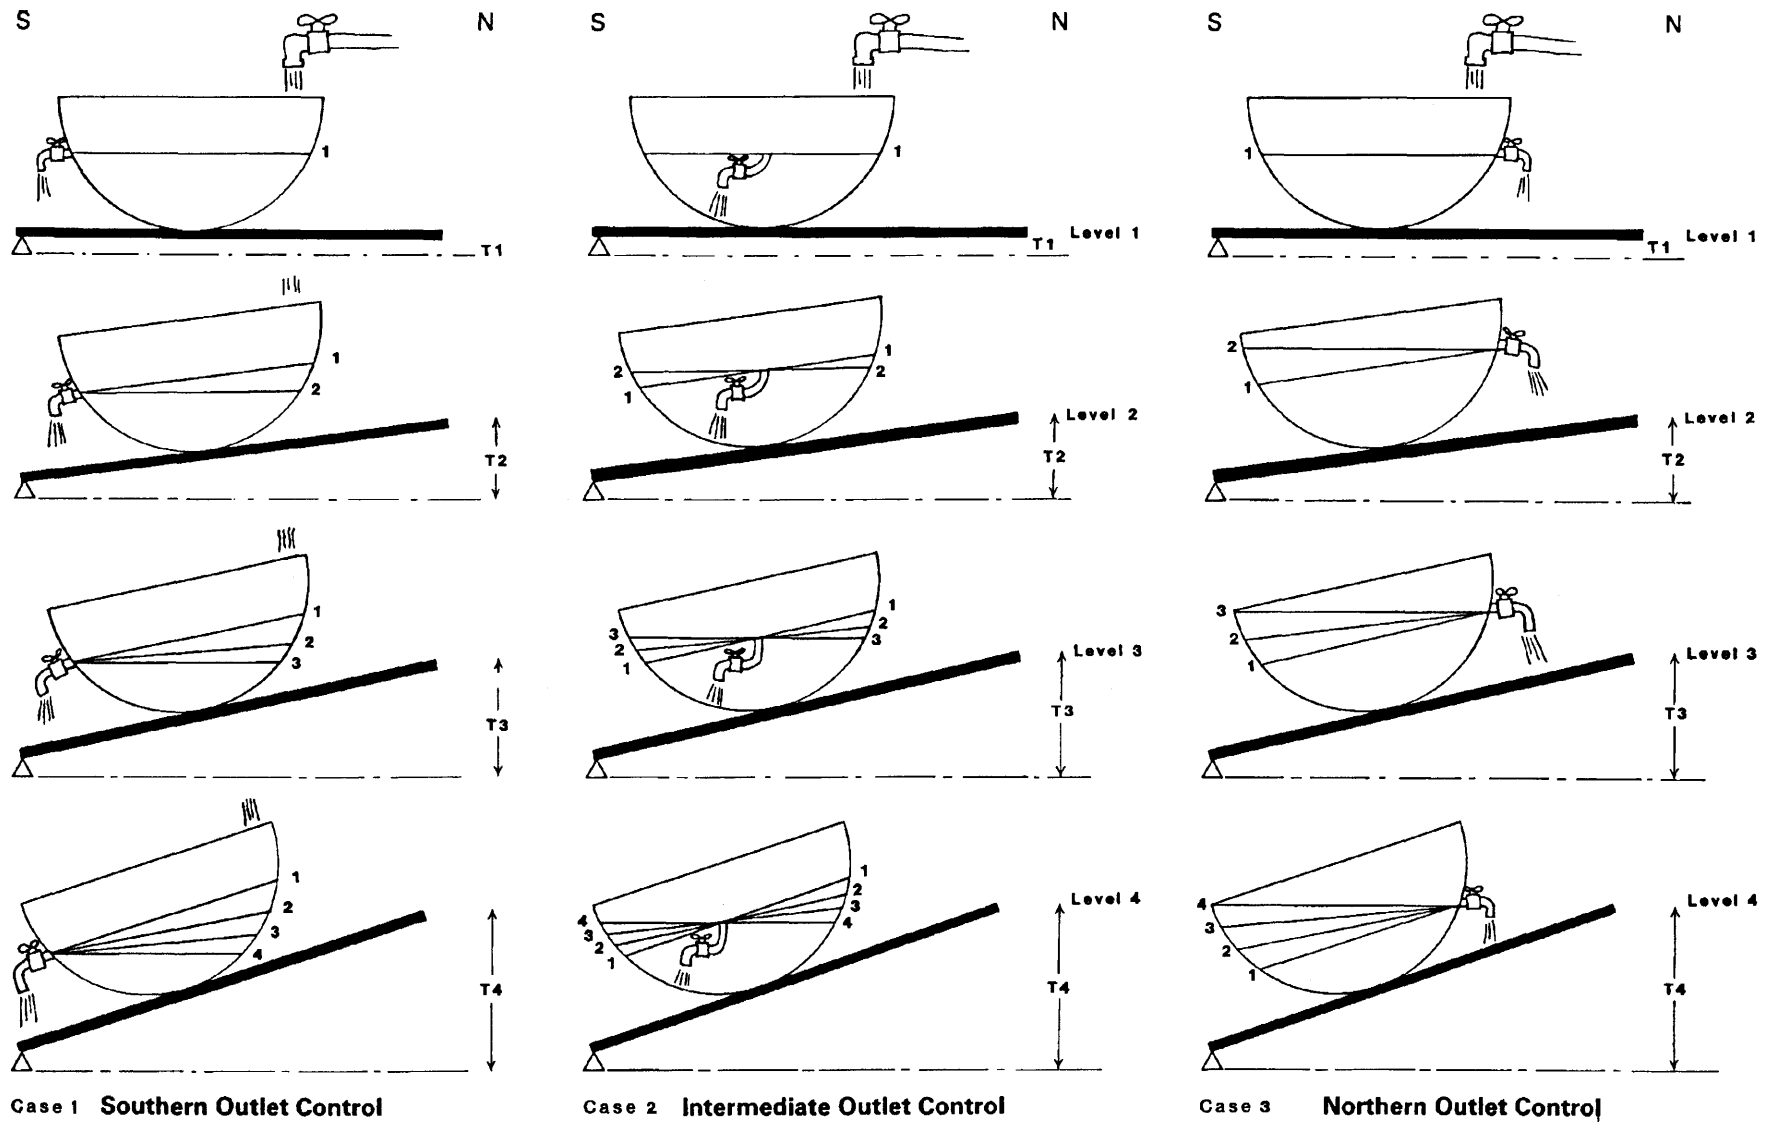 S N S N S N
1 1 1
T1 T1 Level 1 T1 Level 1
1 2 T2
2 1 1 2 Level 2 T2
2 1 Level 2 T2
1 2 3 T3
3 2 1 1 2 3 Level 3 T3
3 2 1 Level 3 T3
1 2 3 4 T4
4 3 2 1 1 2 3 4 Level 4 T4
4 3 2 1 Level 4 T4
Case 1 Southern Outlet Control
Case 2 Intermediate Outlet Control
Case 3 Northern Outlet Control